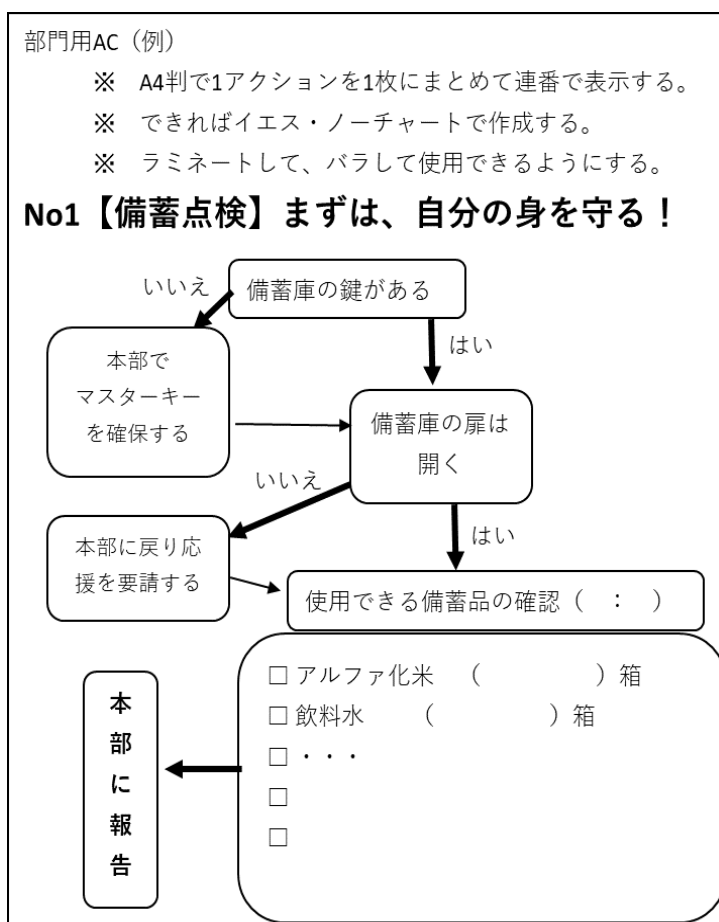 部門用AC（例）
※　A4判で1アクションを1枚にまとめて連番で表示する。
※　できればイエス・ノーチャートで作成する。
※　ラミネートして、バラして使用できるようにする。
No1【備蓄点検】まずは、自分の身を守る！
いいえ
備蓄庫の鍵がある
はい
本部で
マスターキー
を確保する
備蓄庫の扉は
開く
いいえ
はい
本部に戻り応
援を要請する
使用できる備蓄品の確認（　：　）
□ アルファ化米　（　　　　　）箱
□ 飲料水　　（　　　　　）箱
□ ・・・
□
□
本部に報告